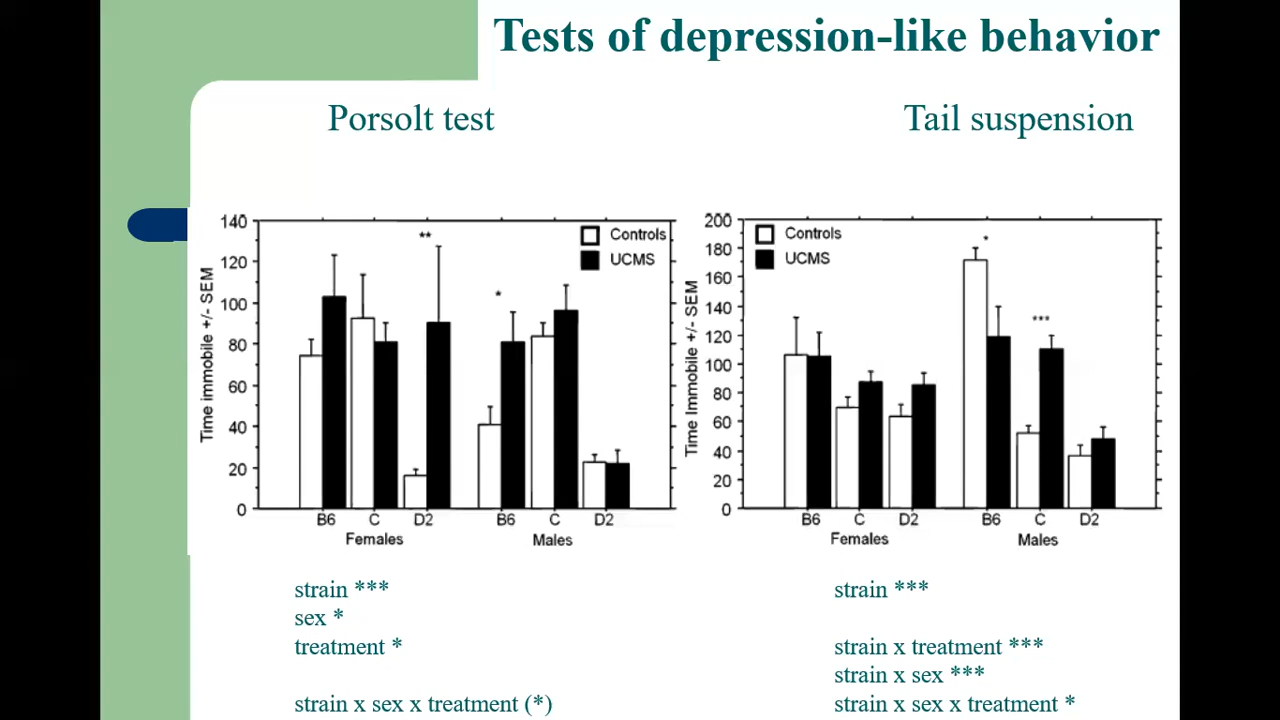 Tests of depression-like behavior
Porsolt test
Tail suspension
Time immobile +/- SEM
140
120
100
80
60
40
20
0
**
*
Controls
UCMS
B6 C D2 B6 C D2
Females Males
Time Immobile +/- SEM
200
180
160
140
120
100
80
60
40
20
0
Controls
UCMS
*
***
B6 C D2 B6 C D2
Females Males
strain ***
sex *
treatment *
strain x sex x treatment (*)
strain ***
strain x treatment ***
strain x sex ***
strain x sex x treatment *